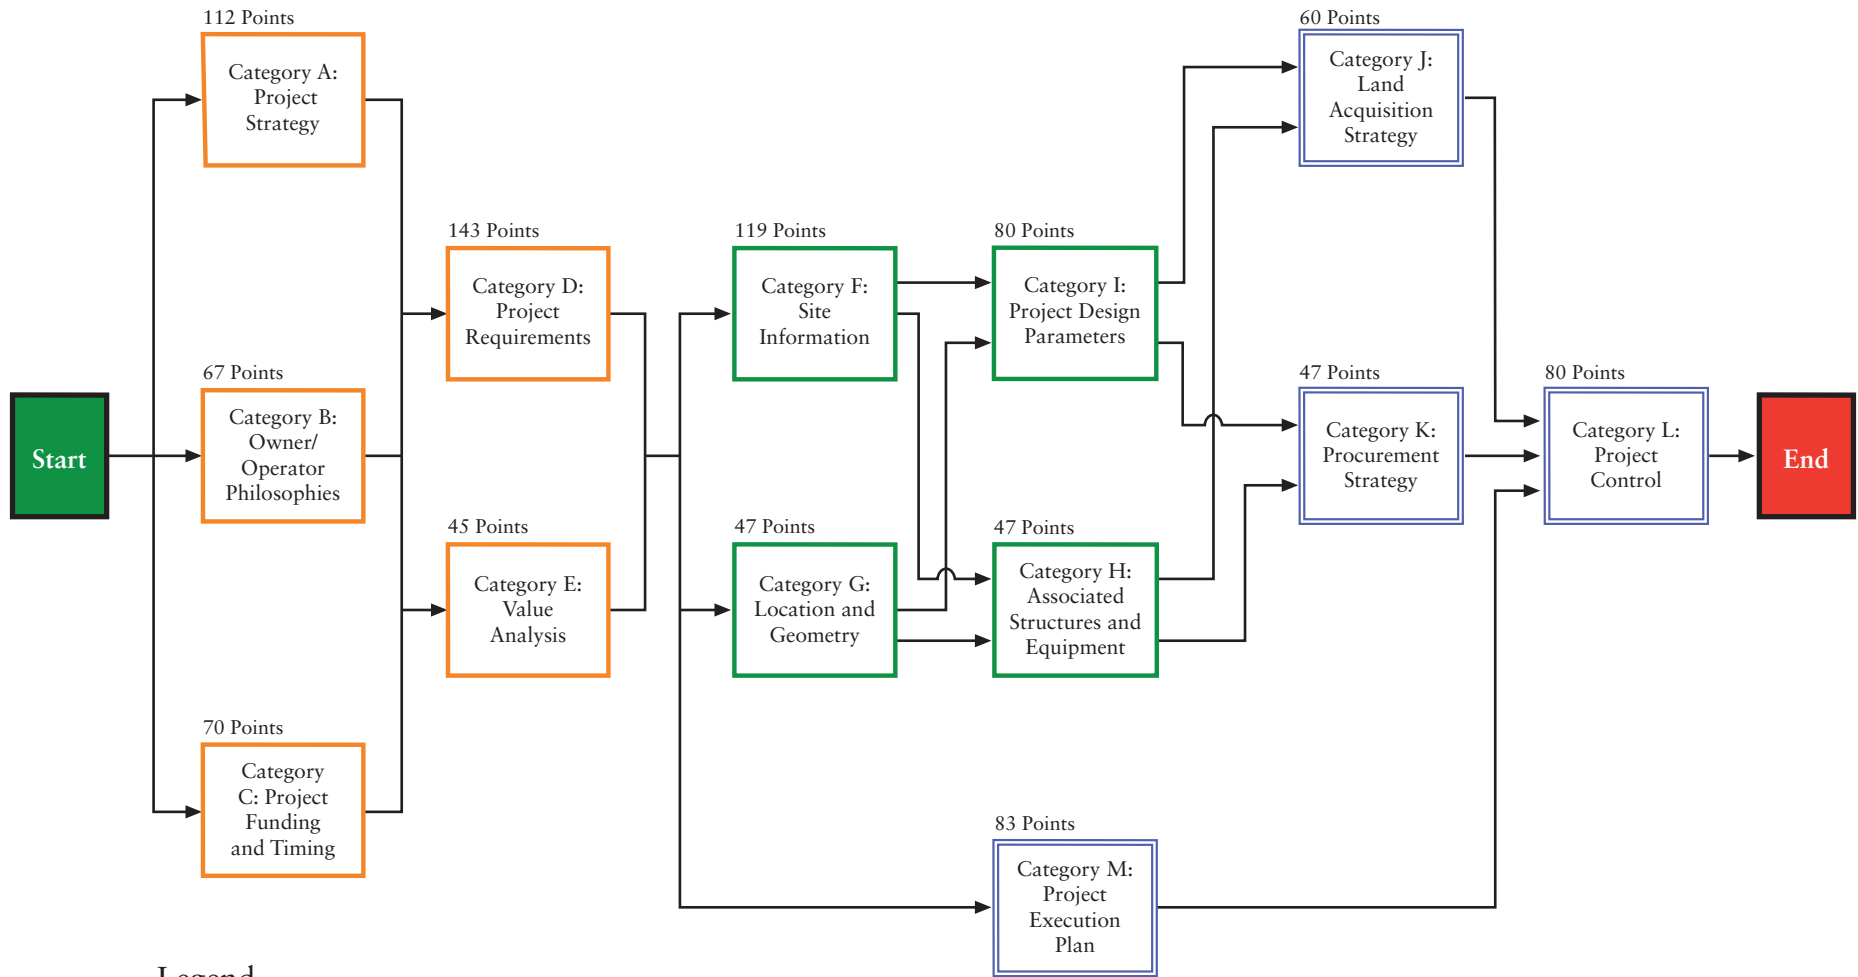 112 Points
Category A:
Project
Strategy
67 Points
Category B:
Owner/
Operator
Philosophies
70 Points
Category
C: Project
Funding
and Timing
Start
143 Points
Category D:
Project
Requirements
45 Points
Category E:
Value
Analysis
119 Points
Category F:
Site
Information
47 Points
Category G:
Location and
Geometry
80 Points
Category I:
Project Design
Parameters
47 Points
Category H:
Associated
Structures and
Equipment
83 Points
Category M:
Project
Execution
Plan
60 Points
Category J:
Land
Acquisition
Strategy
47 Points
Category K:
Procurement
Strategy
80 Points
Category L:
Project
Control
End
Legend